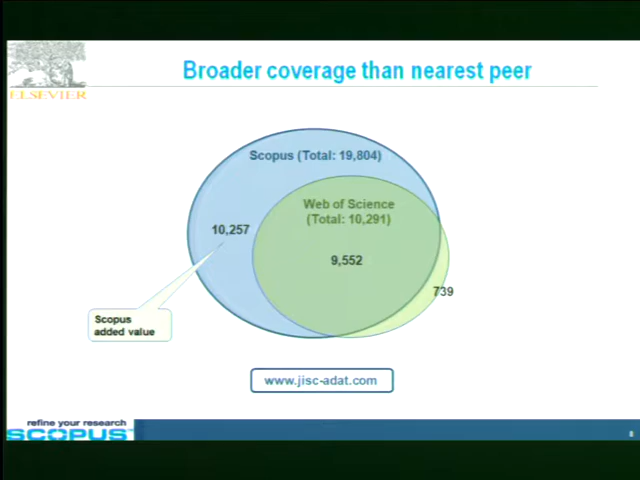 Broader coverage than nearest peer
ELSEVIER
Scopus (Total: 19,804)
Web of Science
(Total: 10,291)
10,257
9,552
739
Scopus
added value
www.jisc-adat.com
refine your research
SCOPUS
8